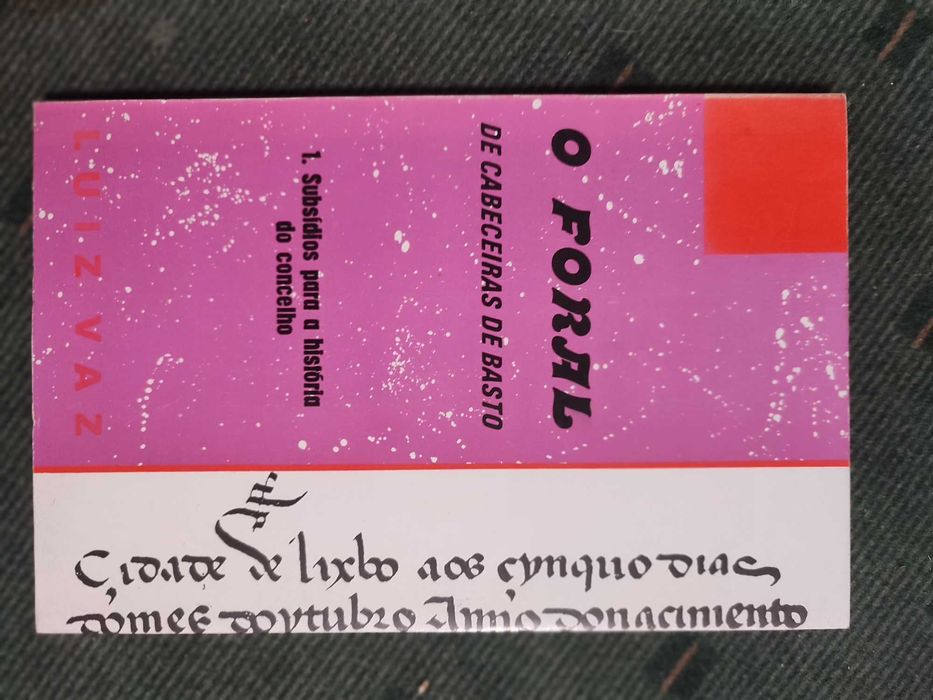 O FORAL
DE CABECEIRAS DE BASTO
1. Subsídios para a história
do concelho
LUIZ VAZ
Cidade de lixbo aos cynquo dias
do mes doytubro Anno do nacimento